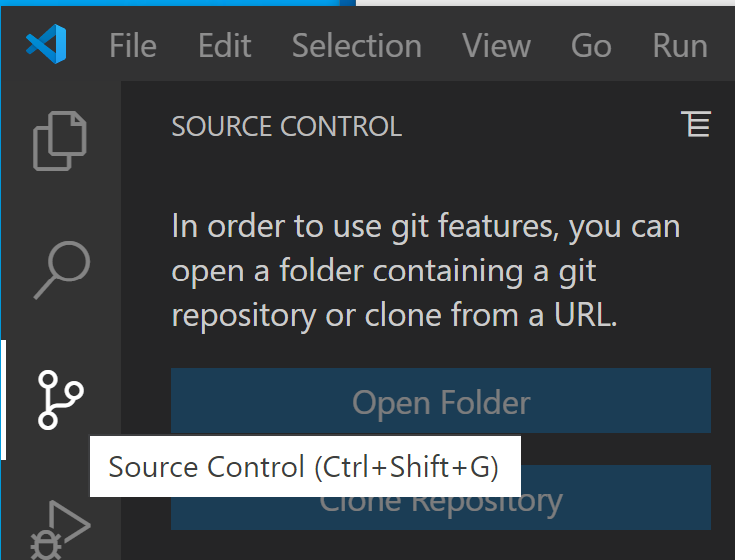 File Edit Selection View Go Run
SOURCE CONTROL
In order to use git features, you can
open a folder containing a git
repository or clone from a URL.
Open Folder
Source Control (Ctrl+Shift+G)
Clone Repository